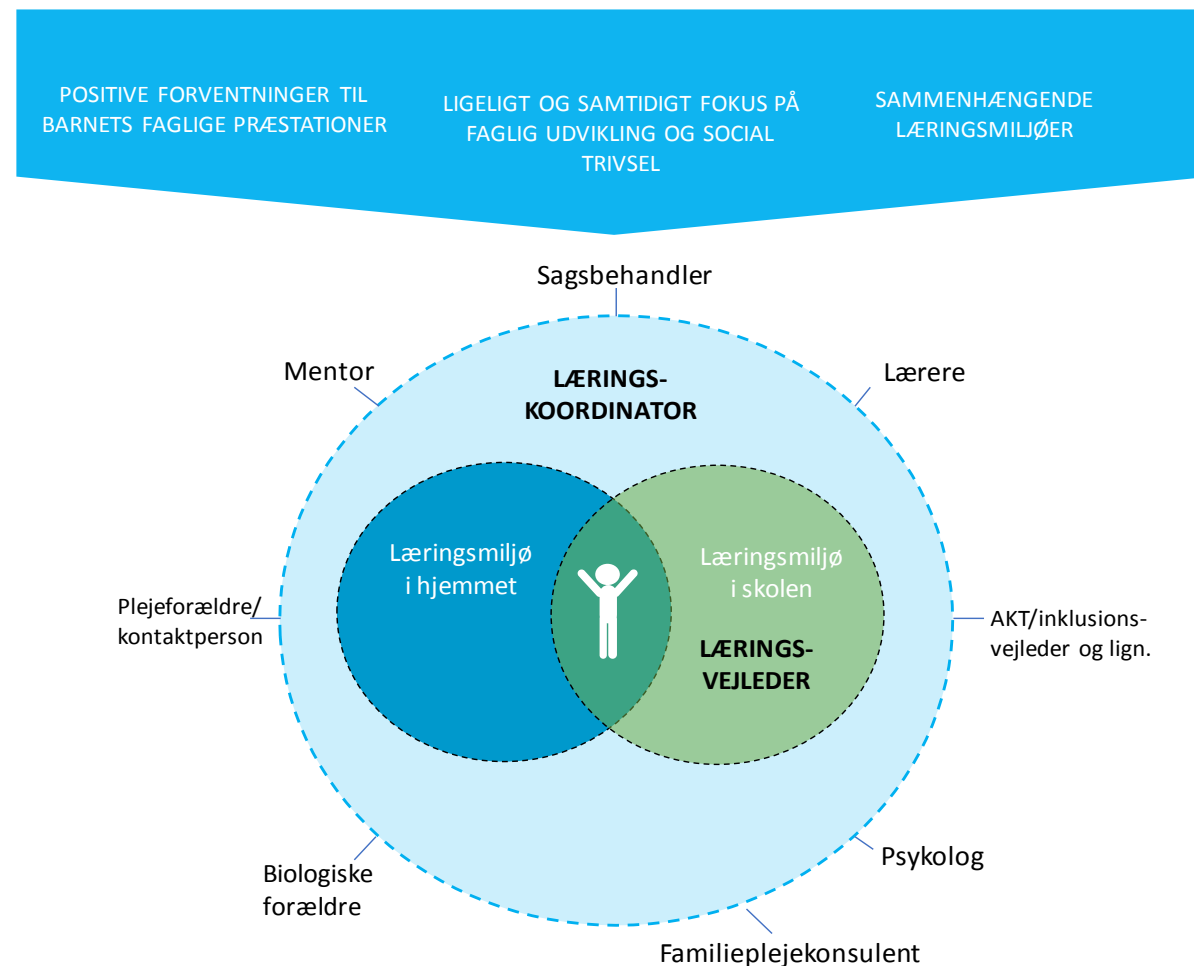 POSITIVE FORVENTNINGER TIL
BARNETS FAGLIGE PRÆSTATIONER
LIGELIGT OG SAMTIDIGT FOKUS PÅ
FAGLIG UDVIKLING OG SOCIAL
TRIVSEL
SAMMENHÆNGENDE
LÆRINGSMILJØER
Sagsbehandler
Mentor
LÆRINGS-
KOORDINATOR
Lærere
Læringsmiljø
i hjemmet
Læringsmiljø
i skolen
LÆRINGS-
VEJLEDER
Plejeforældre/
kontaktperson
AKT/inklusions-
vejleder og lign.
Biologiske
forældre
Psykolog
Familieplejekonsulent